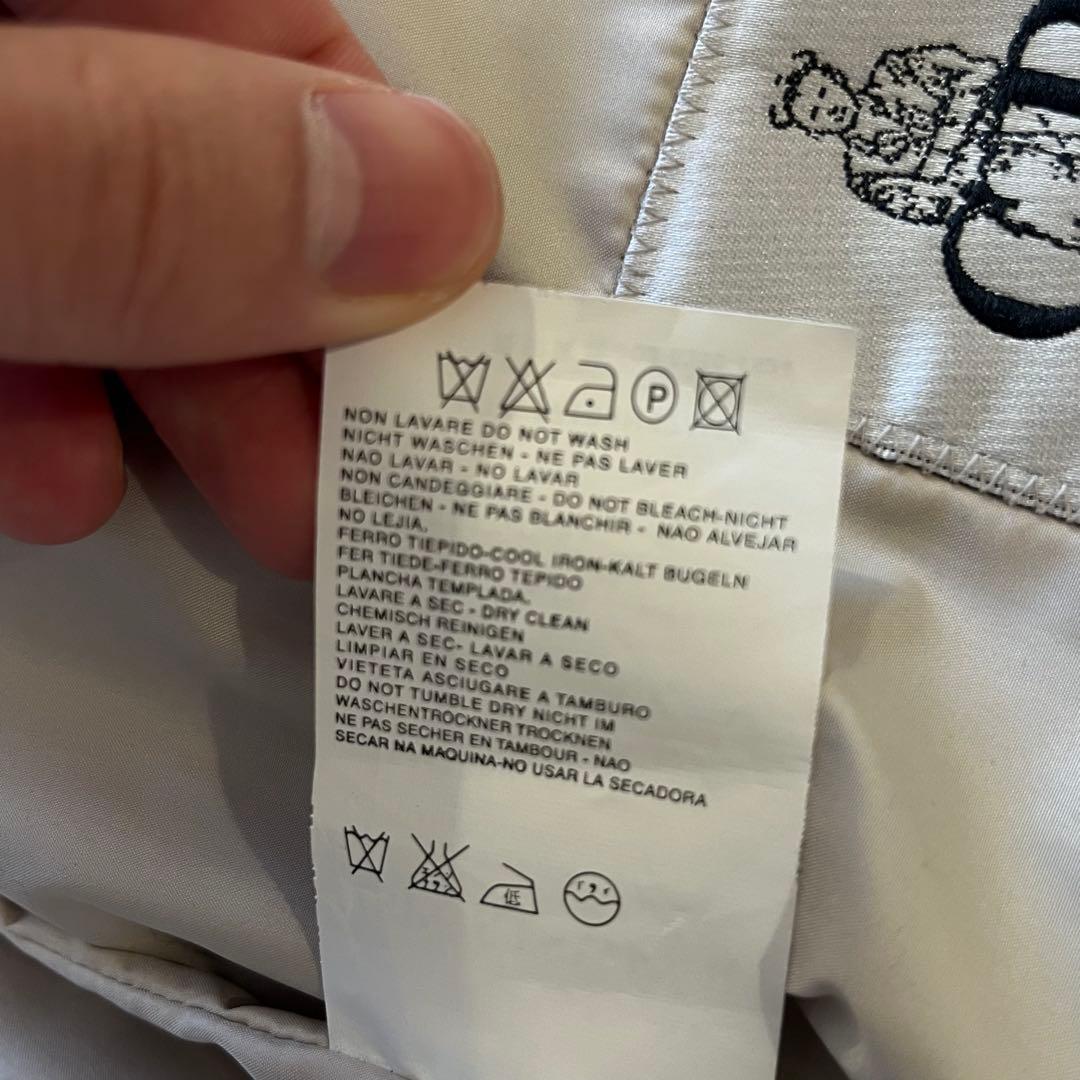 P
NON LAVARE DO NOT WASH
NICHT WASCHEN - NE PAS LAVER
NAO LAVAR - NO LAVAR
NON CANDEGGIARE - DO NOT BLEACH-NICHT
BLEICHEN - NE PAS BLANCHIR - NAO ALVEJAR
NO LEJIA.
FERRO TIEPIDO-COOL IRON-KALT BUGELN
FER TIEDE-FERRO TEPIDO
PLANCHA TEMPLADA.
LAVARE A SEC - DRY CLEAN
CHEMISCH REINIGEN
LAVER A SEC- LAVAR A SECO
LIMPIAR EN SECO
VIETETA ASCIUGARE A TAMBURO
DO NOT TUMBLE DRY NICHT IM
WASCHENTROCKNER TROCKNEN
NE PAS SECHER EN TAMBOUR - NAO
SECAR NA MAQUINA-NO USAR LA SECADORA
低